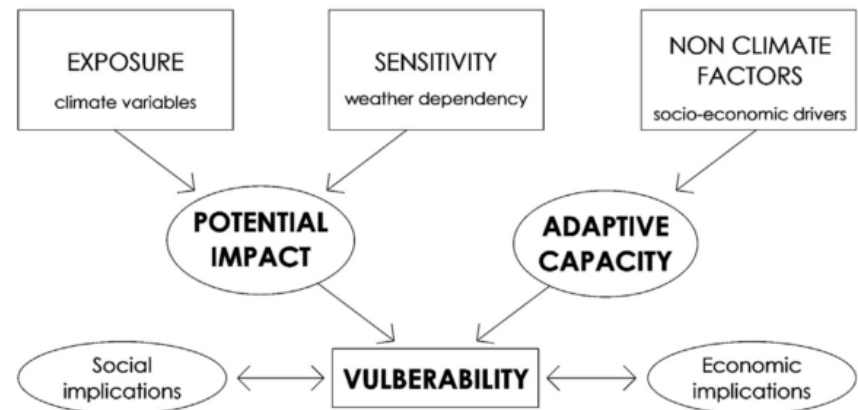 EXPOSURE
climate variables
SENSITIVITY
weather dependency
NON CLIMATE
FACTORS
socio-economic drivers
POTENTIAL
IMPACT
ADAPTIVE
CAPACITY
Social
implications
VULBERABILITY
Economic
implications